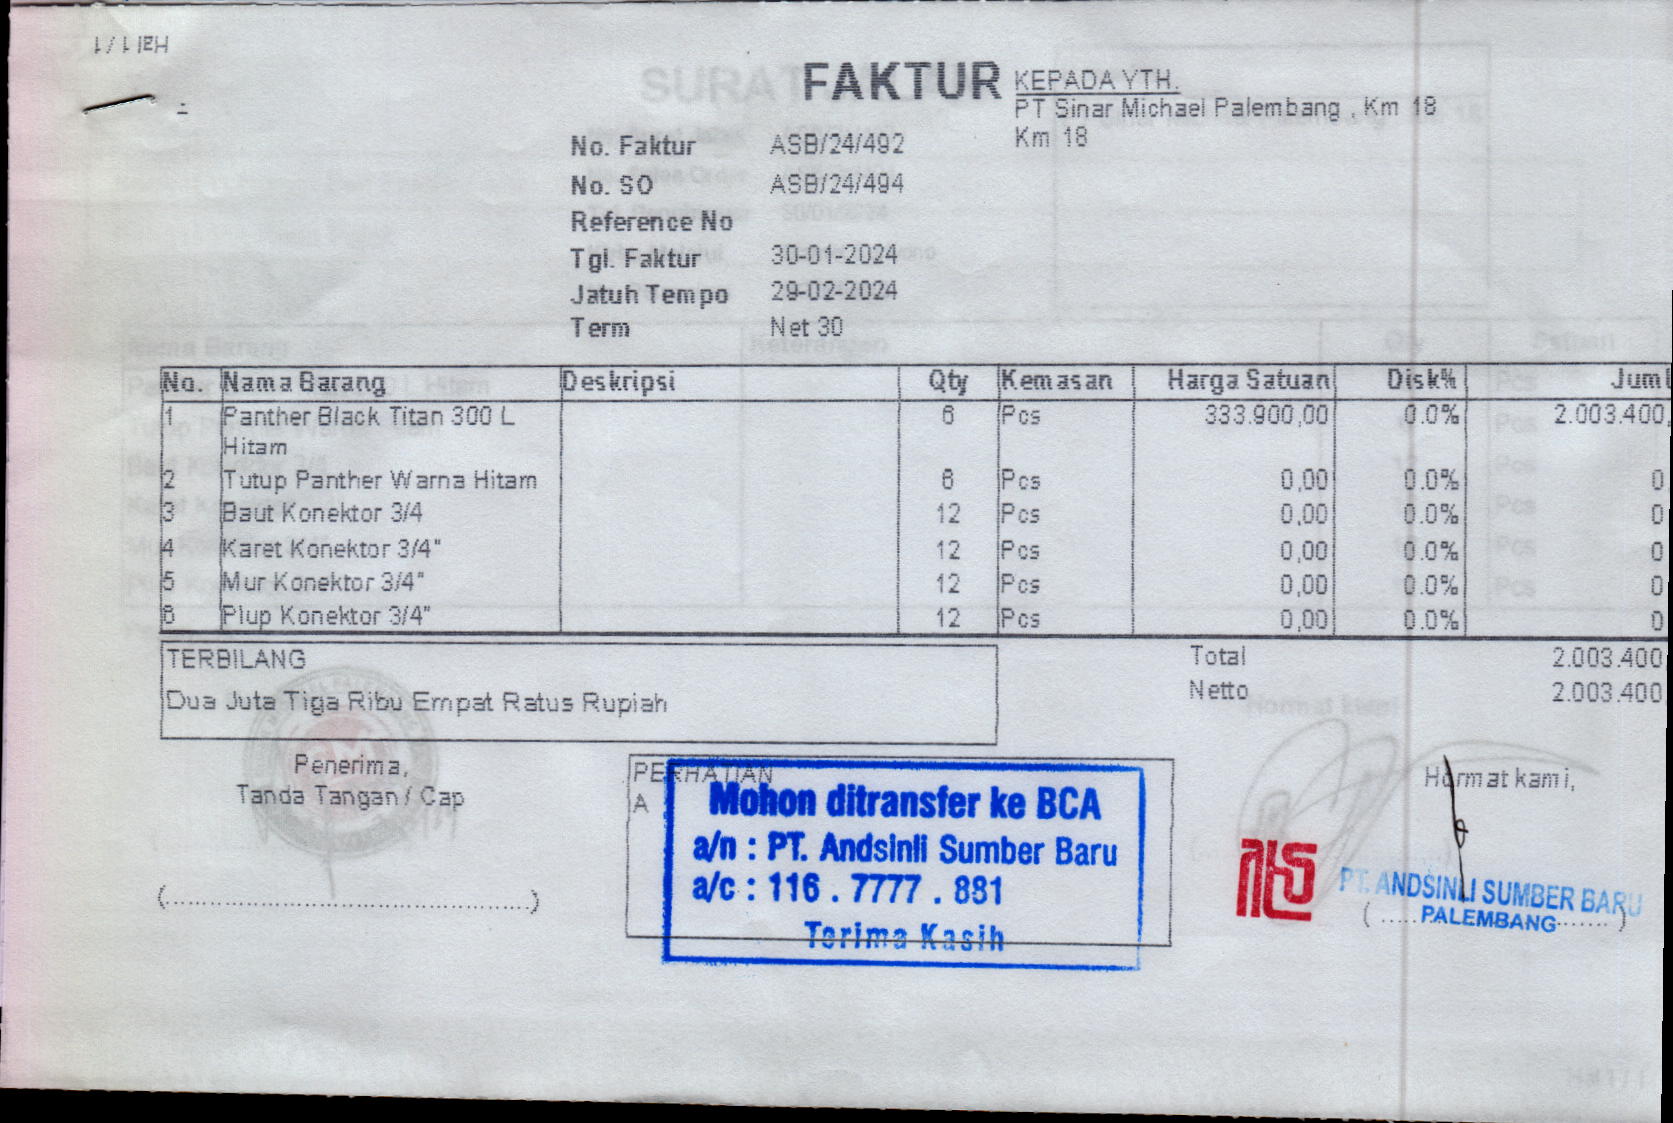 Hal 1 / 1
FAKTUR
KEPADA YTH.
PT Sinar Michael Palembang , Km 18
Km 18
No. Faktur ASB/24/492
No. SO ASB/24/494
Reference No
Tgl. Faktur 30-01-2024
Jatuh Tempo 29-02-2024
Term Net 30
No. Nama Barang Deskripsi Qty Kemasan Harga Satuan Disk% Juml
1 Panther Black Titan 300 L 6 Pcs 333.900,00 0.0% 2.003.400,
Hitam
2 Tutup Panther Warna Hitam 6 Pcs 0,00 0.0% 0
3 Baut Konektor 3/4 12 Pcs 0,00 0.0% 0
4 Karet Konektor 3/4" 12 Pcs 0,00 0.0% 0
5 Mur Konektor 3/4" 12 Pcs 0,00 0.0% 0
6 Plup Konektor 3/4" 12 Pcs 0,00 0.0% 0
TERBILANG
Dua Juta Tiga Ribu Empat Ratus Rupiah
Total 2.003.400
Netto 2.003.400
Penerima,
Tanda Tangan / Cap
(..................................................)
PERHATIAN
A
Mohon ditransfer ke BCA
a/n : PT. Andsinli Sumber Baru
a/c : 116 . 7777 . 881
Terima Kasih
Hormat kami,
PT. ANDSINLI SUMBER BARU
PALEMBANG